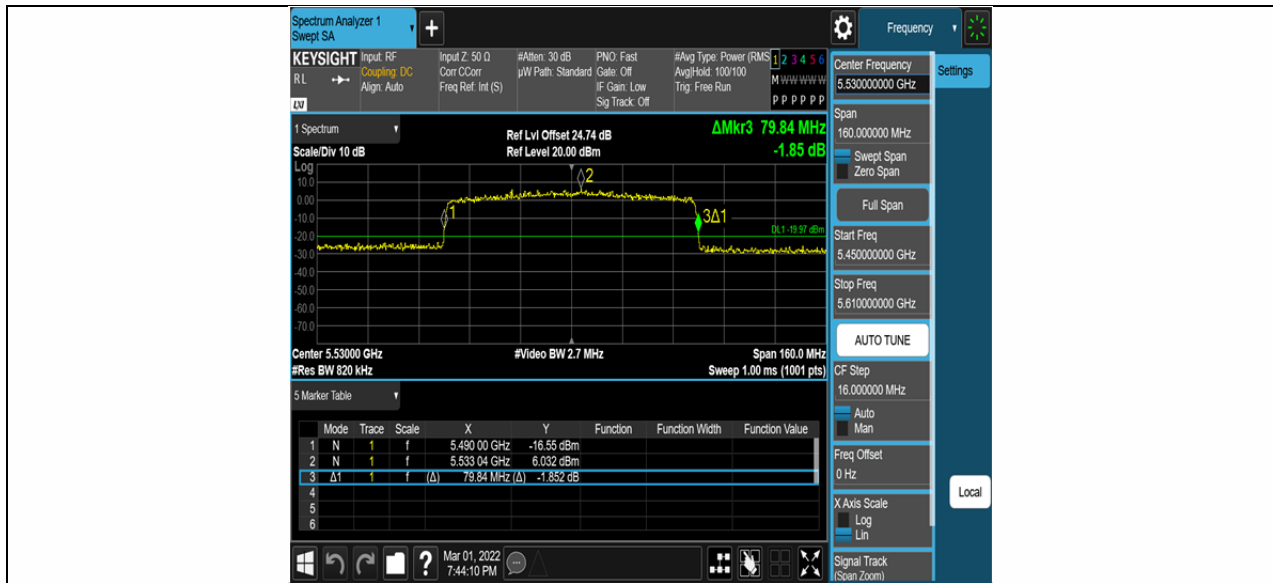 Spectrum Analyzer 1
Swept SA
+
Frequency
KEYSIGHT
RL
LXI
Input: RF
Coupling: DC
Align: Auto
Input Z: 50 Ω
Corr CCorr
Freq Ref: Int (S)
#Atten: 30 dB
µW Path: Standard
PNO: Fast
Gate: Off
IF Gain: Low
Sig Track: Off
#Avg Type: Power (RMS
Avg|Hold: 100/100
Trig: Free Run
1 2 3 4 5 6
M W W W W W
P P P P P P
1 Spectrum
Scale/Div 10 dB
Ref Lvl Offset 24.74 dB
Ref Level 20.00 dBm
ΔMkr3 79.84 MHz
-1.85 dB
Log
10.0
0.00
-10.0
-20.0
-30.0
-40.0
-50.0
-60.0
-70.0
1
2
3Δ1
DL1 -19.97 dBm
Center 5.53000 GHz
#Video BW 2.7 MHz
Span 160.0 MHz
#Res BW 820 kHz
Sweep 1.00 ms (1001 pts)
5 Marker Table
Mode Trace Scale X Y Function Function Width Function Value
1 N 1 f 5.490 00 GHz -16.55 dBm
2 N 1 f 5.533 04 GHz 6.032 dBm
3 Δ1 1 f (Δ) 79.84 MHz (Δ) -1.852 dB
4
5
6
?
Mar 01, 2022
7:44:10 PM
Center Frequency
5.530000000 GHz
Span
160.000000 MHz
Swept Span
Zero Span
Full Span
Start Freq
5.450000000 GHz
Stop Freq
5.610000000 GHz
AUTO TUNE
CF Step
16.000000 MHz
Auto
Man
Freq Offset
0 Hz
X Axis Scale
Log
Lin
Signal Track
(Span Zoom)
Settings
Local